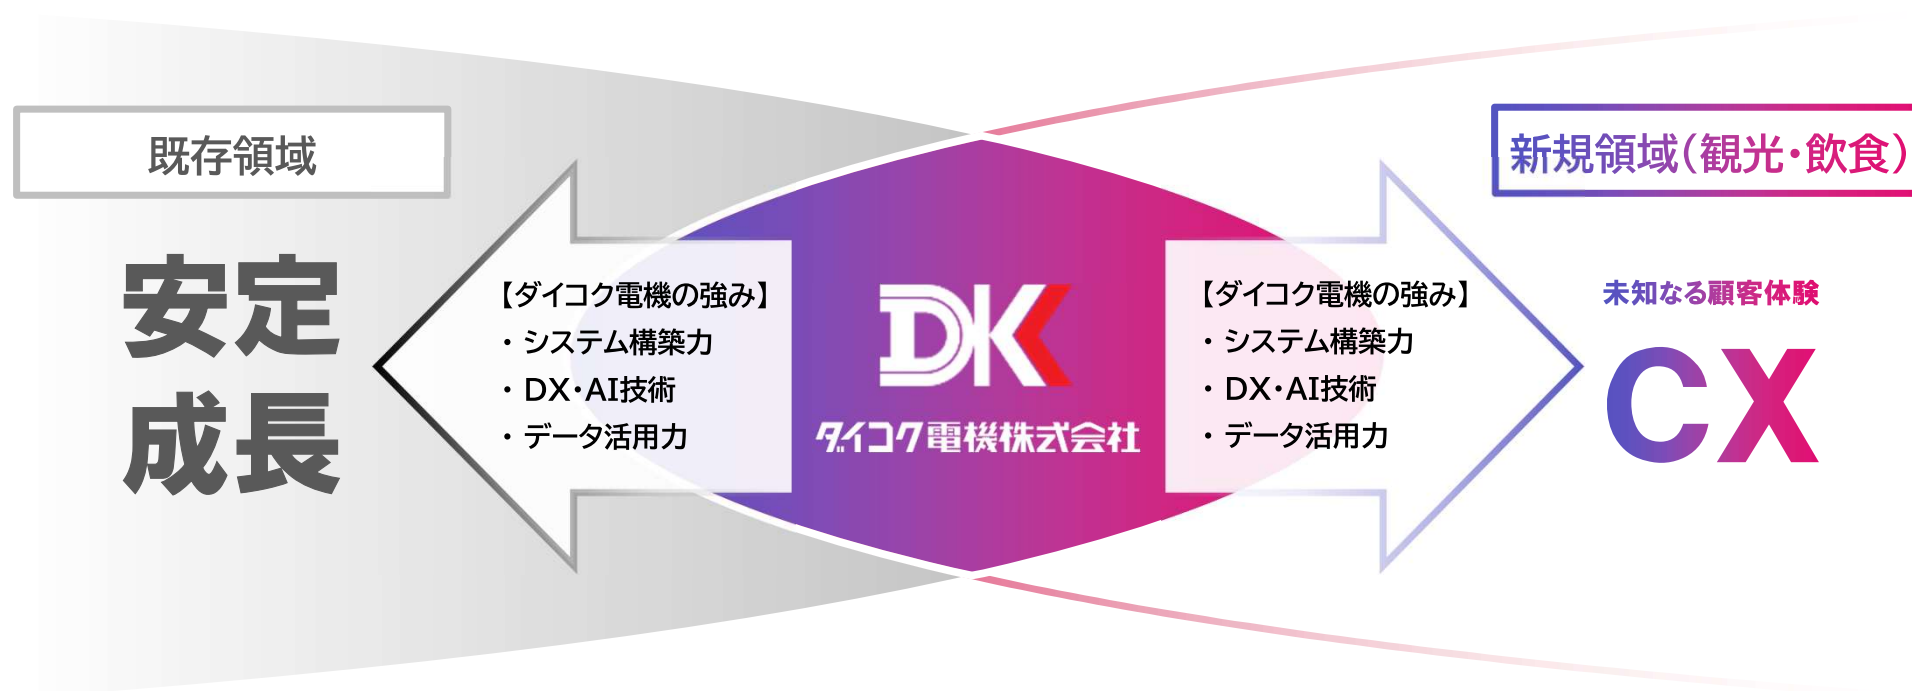 既存領域
安定
成長
【ダイコク電機の強み】
・システム構築力
・DX・AI技術
・データ活用力
DK
ダイコク電機株式会社
【ダイコク電機の強み】
・システム構築力
・DX・AI技術
・データ活用力
新規領域(観光・飲食)
未知なる顧客体験
CX